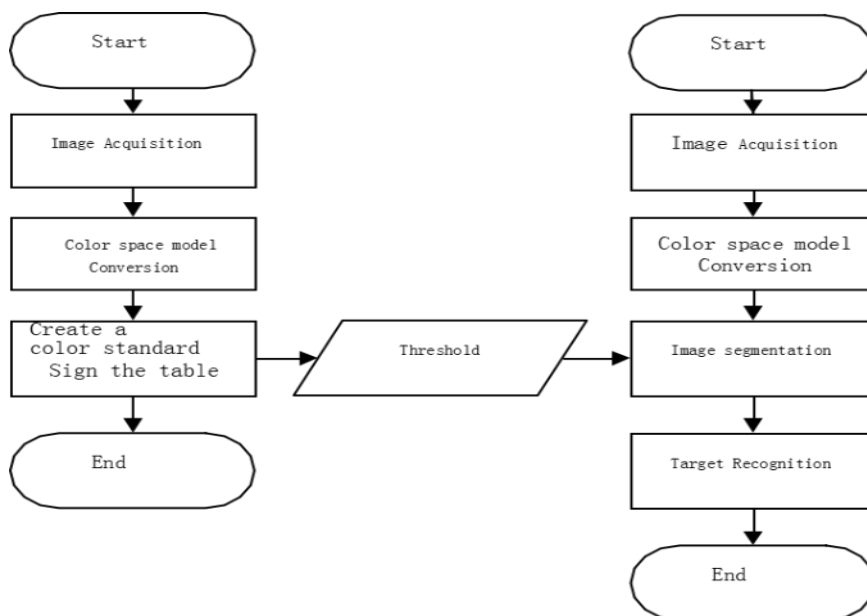 Start
Image Acquisition
Color space model
Conversion
Create a
color standard
Sign the table
End
Threshold
Start
Image Acquisition
Color space model
Conversion
Image segmentation
Target Recognition
End